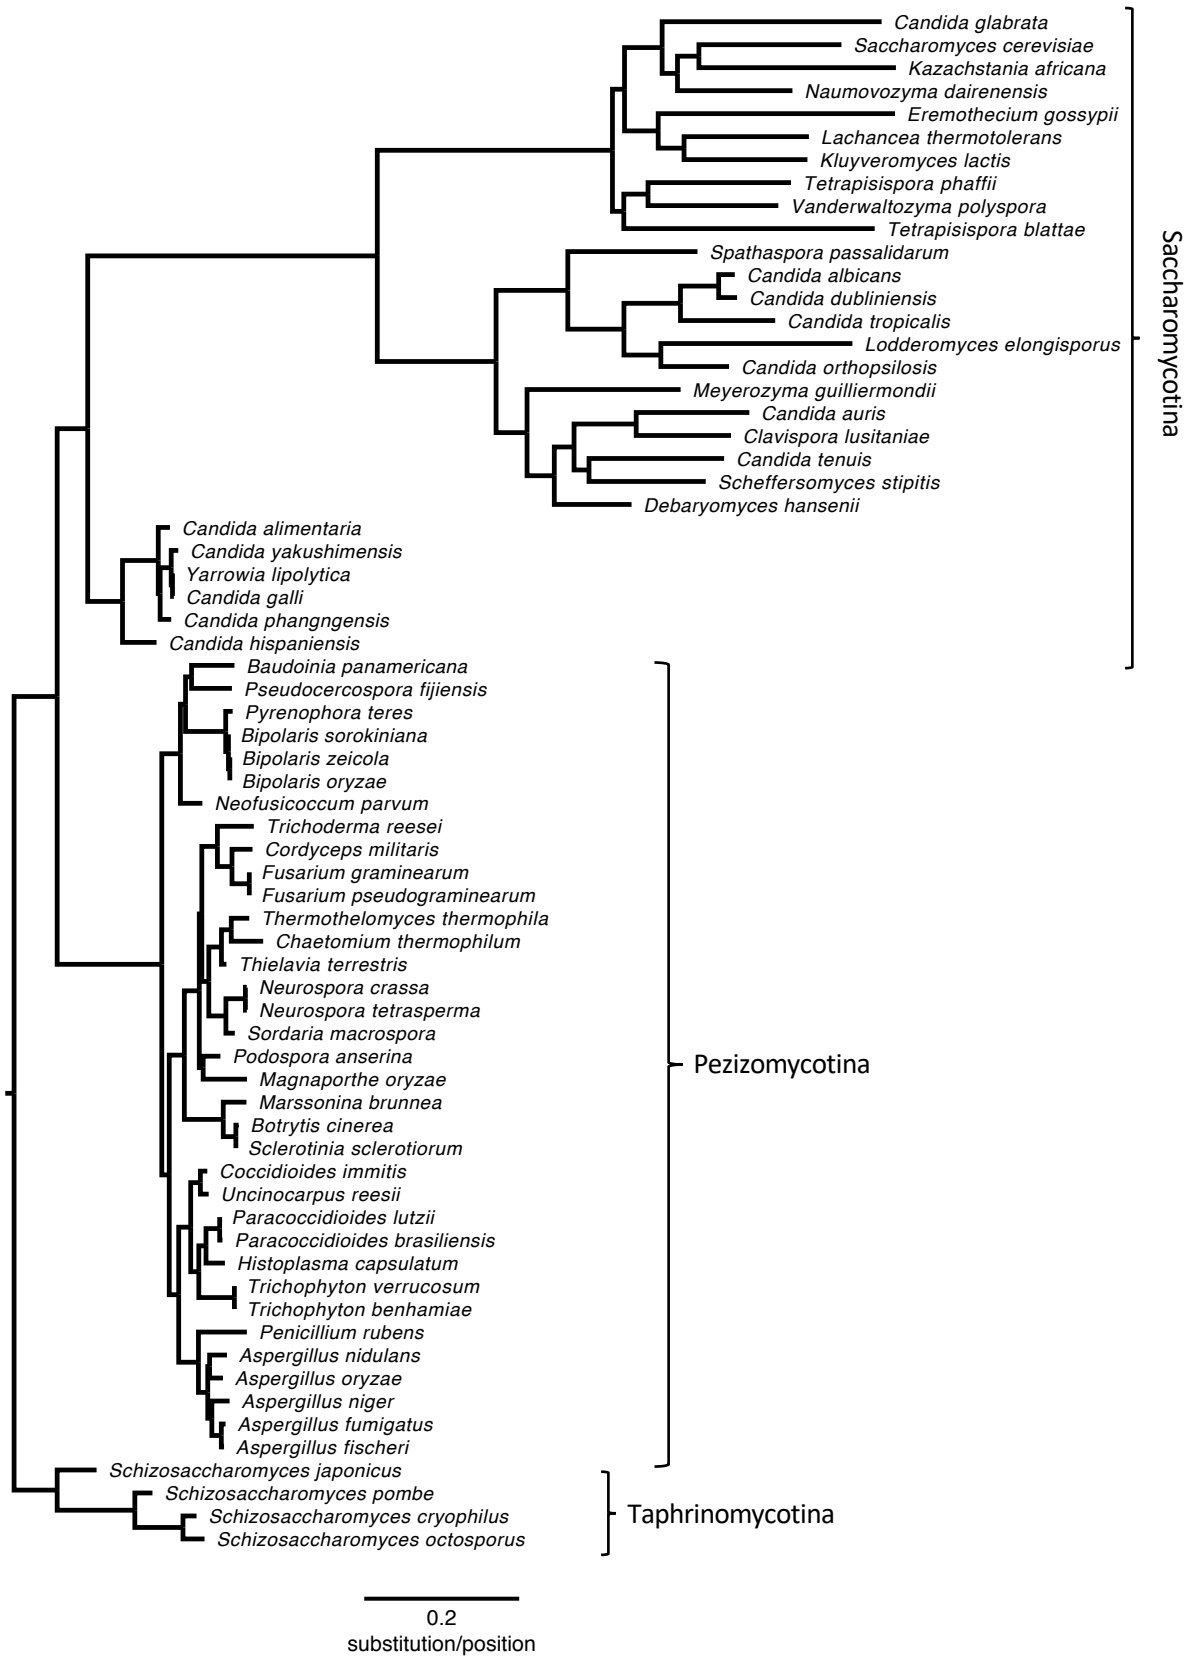 Candida glabrata
Saccharomyces cerevisiae
Kazachstania africana
Naumovozyma dairenensis
Eremothecium gossypii
Lachancea thermotolerans
Kluyveromyces lactis
Tetrapisispora phaffii
Vanderwaltozyma polyspora
Tetrapisispora blattae
Spathaspora passalidarum
Candida albicans
Candida dubliniensis
Candida tropicalis
Lodderomyces elongisporus
Candida orthopsilosis
Meyerozyma guilliermondii
Candida auris
Clavispora lusitaniae
Candida tenuis
Scheffersomyces stipitis
Debaryomyces hansenii
Saccharomycotina
Candida alimentaria
Candida yakushimensis
Yarrowia lipolytica
Candida galli
Candida phangngensis
Candida hispaniensis
Baudoinia panamericana
Pseudocercospora fijiensis
Pyrenophora teres
Bipolaris sorokiniana
Bipolaris zeicola
Bipolaris oryzae
Neofusicoccum parvum
Trichoderma reesei
Cordyceps militaris
Fusarium graminearum
Fusarium pseudograminearum
Thermothelomyces thermophila
Chaetomium thermophilum
Thielavia terrestris
Neurospora crassa
Neurospora tetrasperma
Sordaria macrospora
Podospora anserina
Magnaporthe oryzae
Marssonina brunnea
Botrytis cinerea
Sclerotinia sclerotiorum
Coccidioides immitis
Uncinocarpus reesii
Paracoccidioides lutzii
Paracoccidioides brasiliensis
Histoplasma capsulatum
Trichophyton verrucosum
Trichophyton benhamiae
Penicillium rubens
Aspergillus nidulans
Aspergillus oryzae
Aspergillus niger
Aspergillus fumigatus
Aspergillus fischeri
Pezizomycotina
Schizosaccharomyces japonicus
Schizosaccharomyces pombe
Schizosaccharomyces cryophilus
Schizosaccharomyces octosporus
Taphrinomycotina
0.2
substitution/position